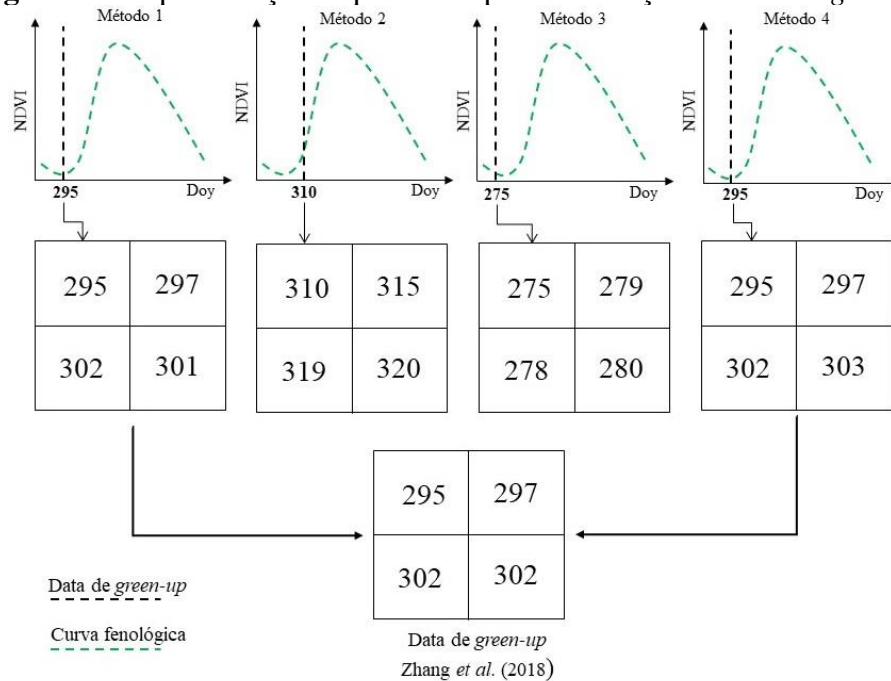 Método 1 Método 2 Método 3 Método 4
NDVI NDVI NDVI NDVI
295 Doy 310 Doy 275 Doy 295 Doy
295 297 310 315 275 279 295 297
302 301 319 320 278 280 302 303
295 297
302 302
Data de green-up
Curva fenológica
Data de green-up
Zhang et al. (2018)